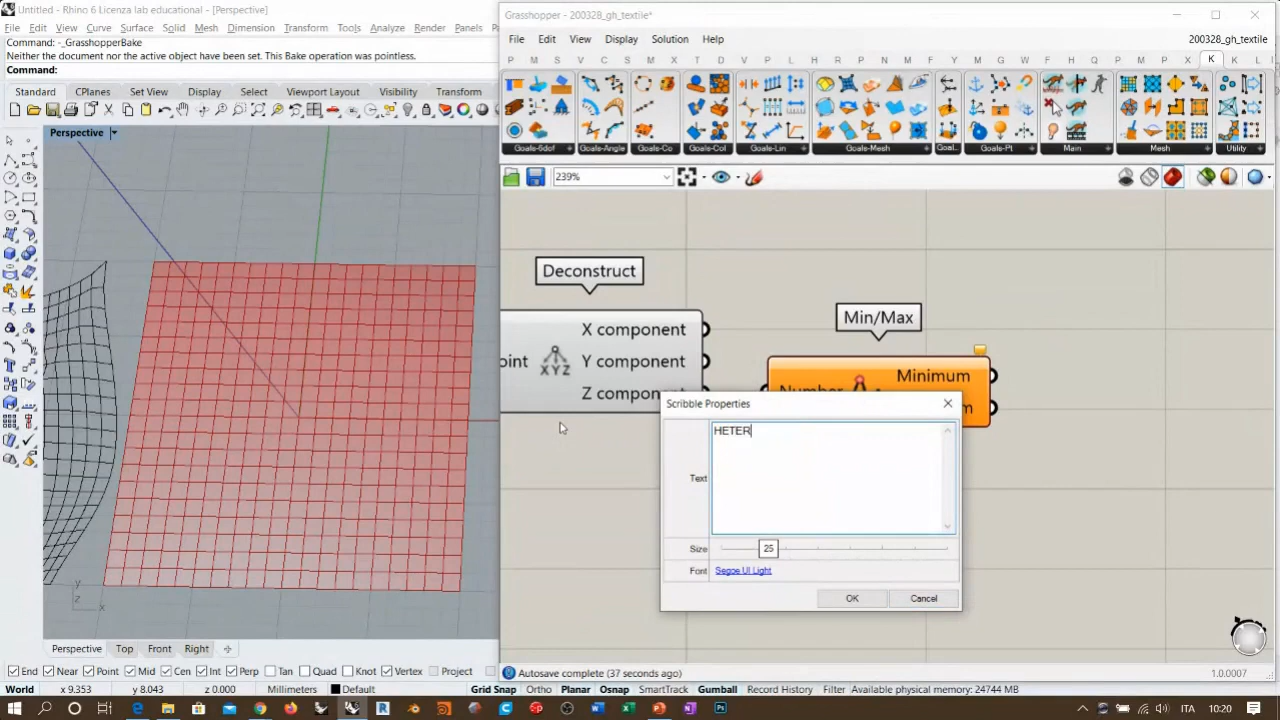 Untitled - Rhino 6 Licenza lab educational - [Perspective]
File Edit View Curve Surface Solid Mesh Dimension Transform Tools Analyze Render Panels
Command: -_GrasshopperBake
Neither the document nor the active object have been set. This Bake operation was pointless.
Command:
Standard CPlanes Set View Display Select Viewport Layout Visibility Transform
Perspective
Grasshopper - 200328_gh_textile*
File Edit View Display Solution Help
200328_gh_textile*
P M S I V S C M I X T D W T V P M R P V N M S T X P M A L F H R P M T S B K L
Goals-6dof Goals-Angle Goals-Co Goals-Col Goals-Lin Goals-Mesh Goal... Goals-Pt Main Mesh Utility
239%
Deconstruct
X component
oint
Y component
Z compon
XYZ
Min/Max
Minimum
Number
m
Scribble Properties
HETER
Text
Size 25
Font Segoe UI Light
OK Cancel
y
z x
Perspective Top Front Right
End Near Point Mid Cen Int Perp Tan Quad Knot Vertex Project
World x 9.353 y 8.043 z 0.000 Millimeters Default Grid Snap Ortho Planar Osnap SmartTrack Gumball Record History Filter Available physical memory: 24744 MB
Autosave complete (37 seconds ago)
1.0.0007
ITA 10:20